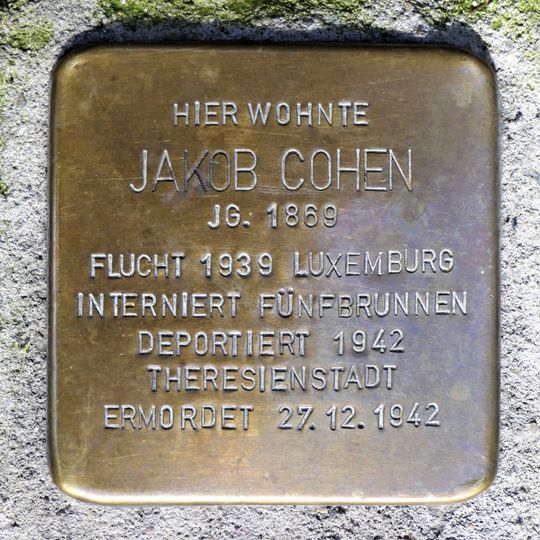 HIER WOHNTE
JAKOB COHEN
JG. 1869
FLUCHT 1939 LUXEMBURG
INTERNIERT FÜNFBRUNNEN
DEPORTIERT 1942
THERESIENSTADT
ERMORDET 27.12.1942